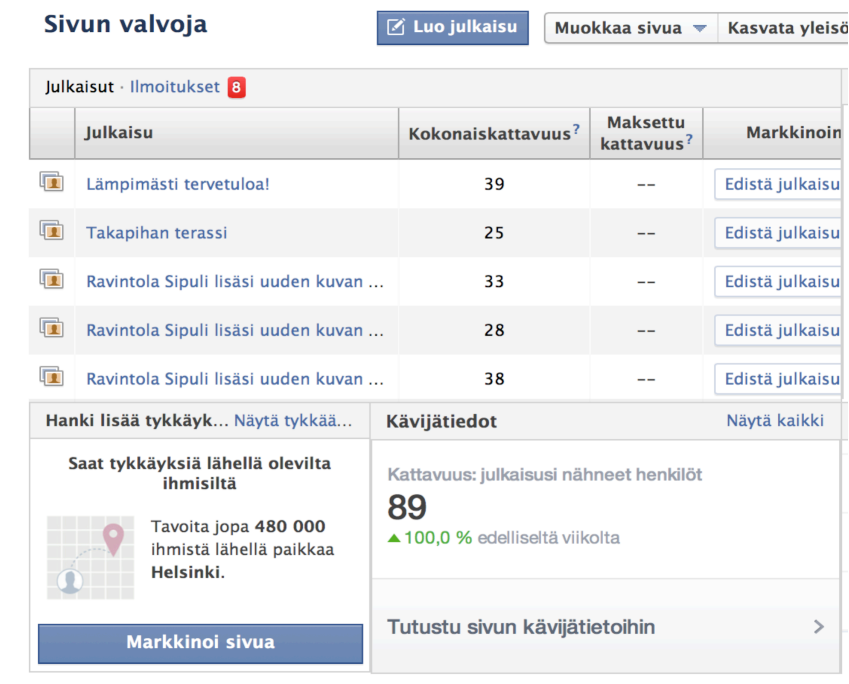 Sivun valvoja
Luo julkaisu
Muokkaa sivua
Kasvata yleisö
Julkaisut · Ilmoitukset 8
Julkaisu
Kokonaiskattavuus?
Maksettu
kattavuus?
Markkinoin
Lämpimästi tervetuloa! 39 -- Edistä julkaisu
Takapihan terassi 25 -- Edistä julkaisu
Ravintola Sipuli lisäsi uuden kuvan ... 33 -- Edistä julkaisu
Ravintola Sipuli lisäsi uuden kuvan ... 28 -- Edistä julkaisu
Ravintola Sipuli lisäsi uuden kuvan ... 38 -- Edistä julkaisu
Hanki lisää tykkäyk... Näytä tykkää...
Saat tykkäyksiä lähellä olevilta
ihmisiltä
Tavoita jopa 480 000
ihmistä lähellä paikkaa
Helsinki.
Markkinoi sivua
Kävijätiedot Näytä kaikki
Kattavuus: julkaisusi nähneet henkilöt
89
100,0 % edelliseltä viikolta
Tutustu sivun kävijätietoihin